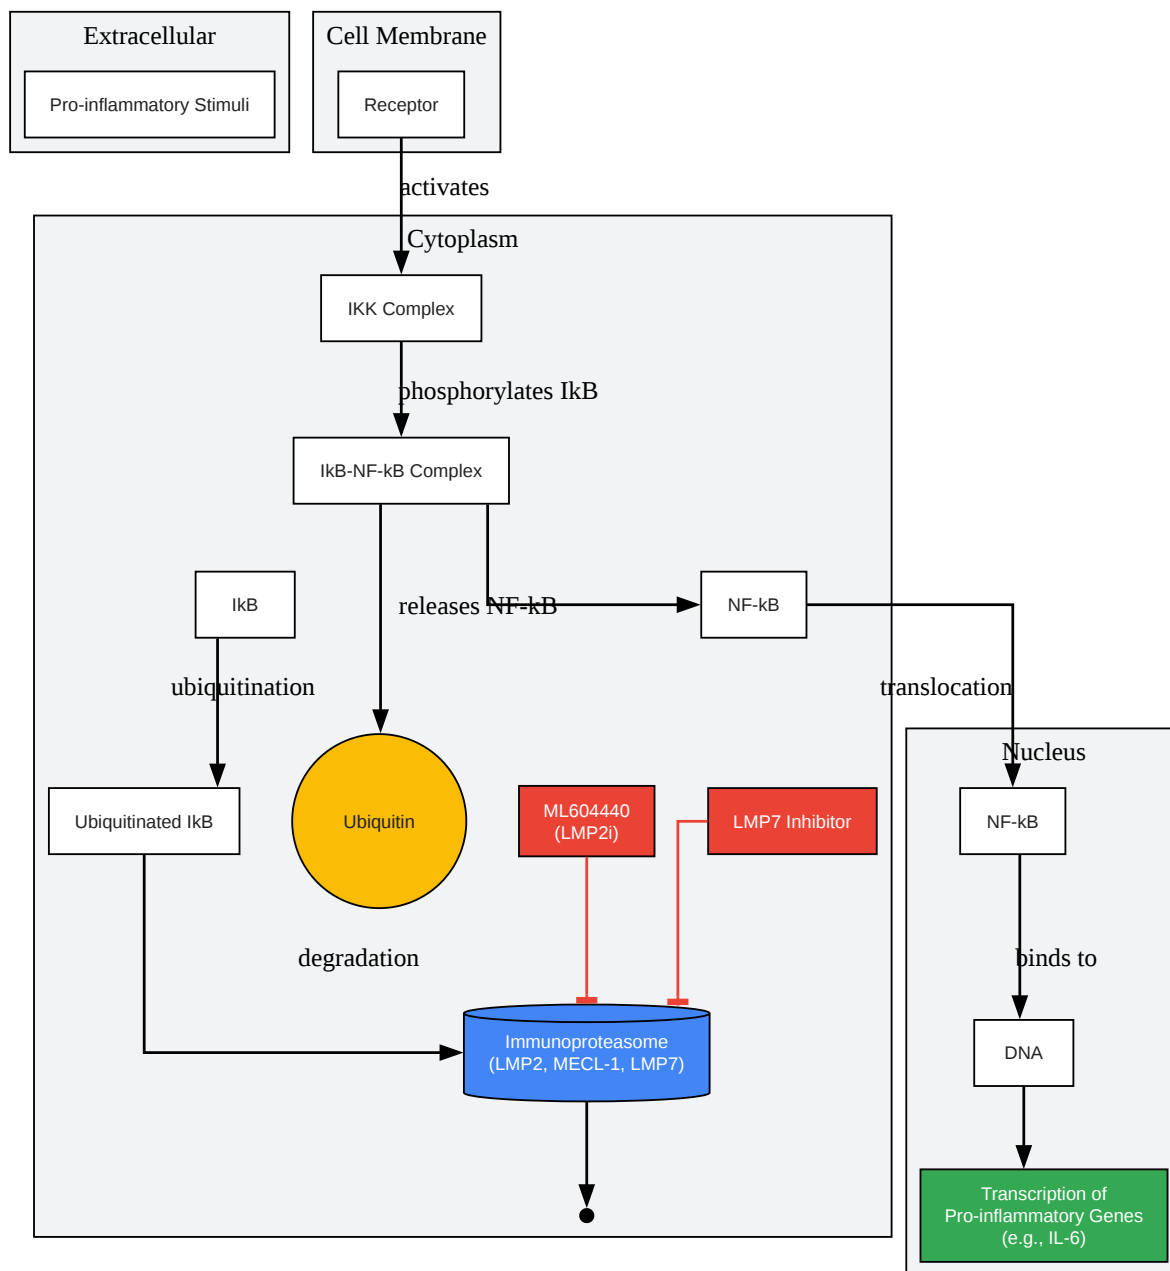 Extracellular
Cell Membrane
Pro-inflammatory Stimuli
Receptor
activates
Cytoplasm
IKK Complex
phosphorylates IkB
IkB-NF-kB Complex
IkB
releases NF-kB
NF-kB
ubiquitination
translocation
Nucleus
Ubiquitinated IkB
Ubiquitin
ML604440
(LMP2i)
LMP7 Inhibitor
NF-kB
degradation
binds to
Immunoproteasome
(LMP2, MECL-1, LMP7)
DNA
Transcription of
Pro-inflammatory Genes
(e.g., IL-6)